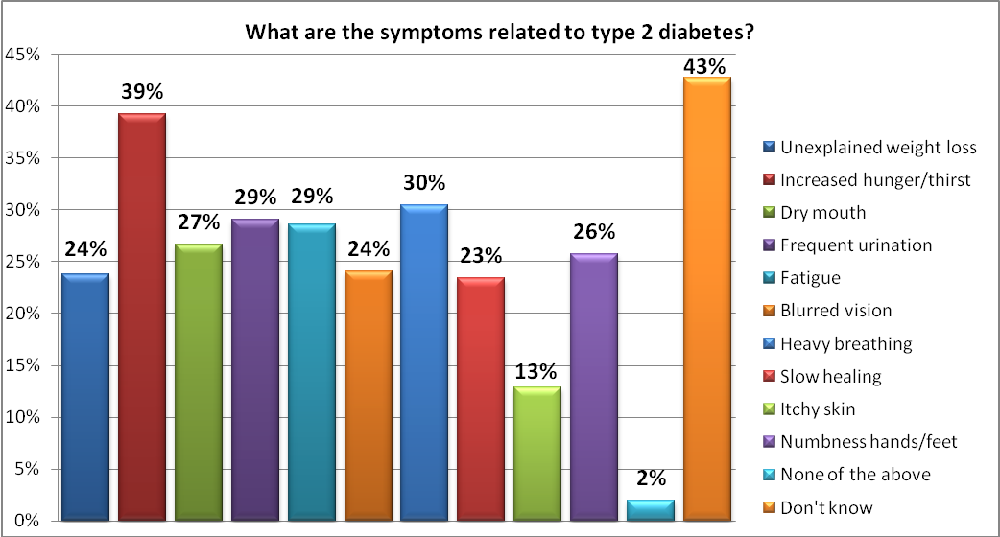 What are the symptoms related to type 2 diabetes?
45%
40%
35%
30%
25%
20%
15%
10%
5%
0%
24%
39%
27%
29%
29%
24%
30%
23%
13%
26%
2%
43%
Unexplained weight loss
Increased hunger/thirst
Dry mouth
Frequent urination
Fatigue
Blurred vision
Heavy breathing
Slow healing
Itchy skin
Numbness hands/feet
None of the above
Don't know